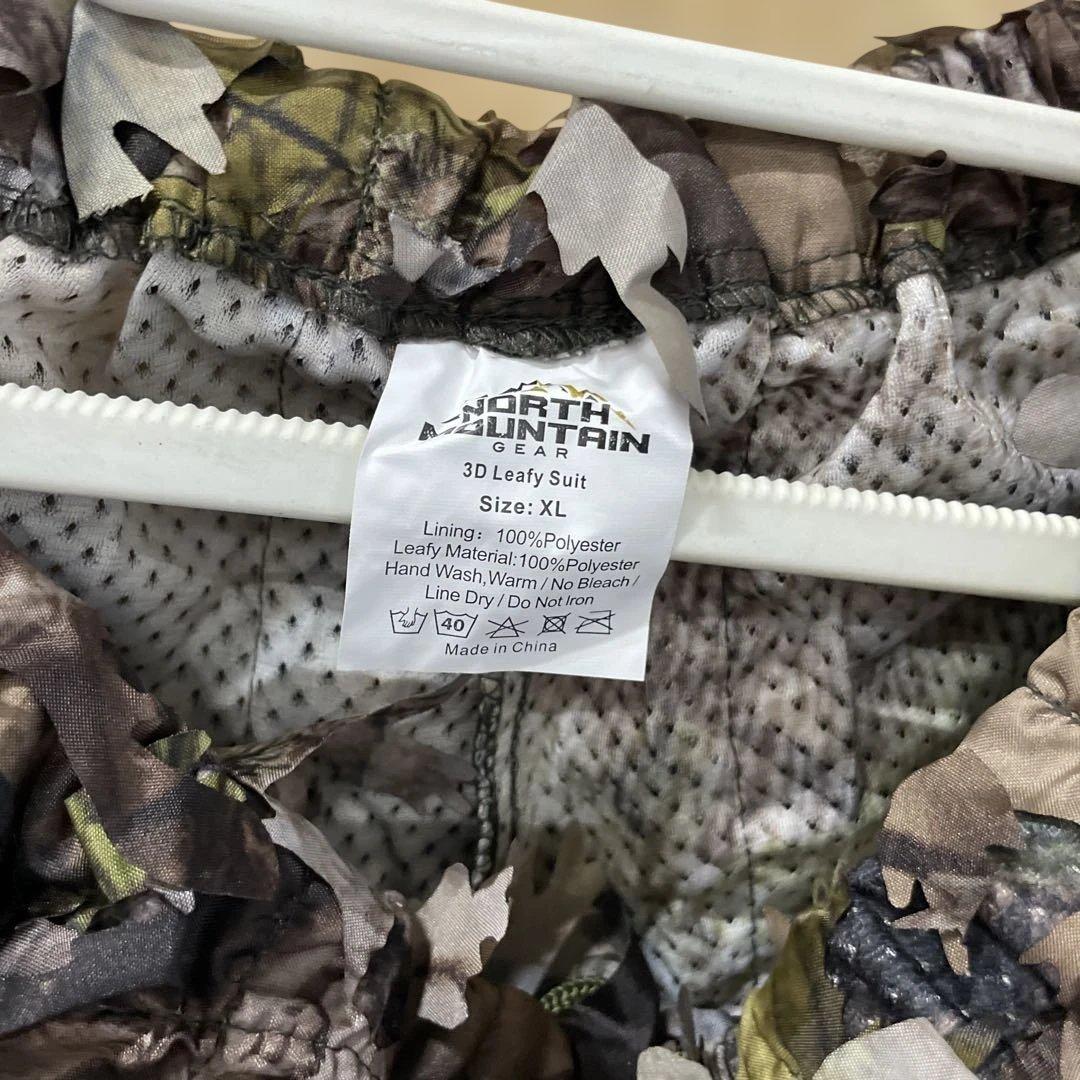 NORTH
MOUNTAIN
GEAR
3D Leafy Suit
Size: XL
Lining: 100%Polyester
Leafy Material:100%Polyester
Hand Wash,Warm / No Bleach /
Line Dry / Do Not Iron
40
Made in China